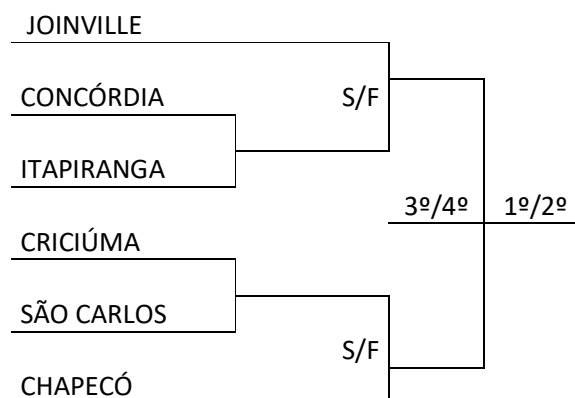 JOINVILLE
CONCÓRDIA
S/F
ITAPIRANGA
3º/4º
1º/2º
CRICIÚMA
SÃO CARLOS
S/F
CHAPECÓ